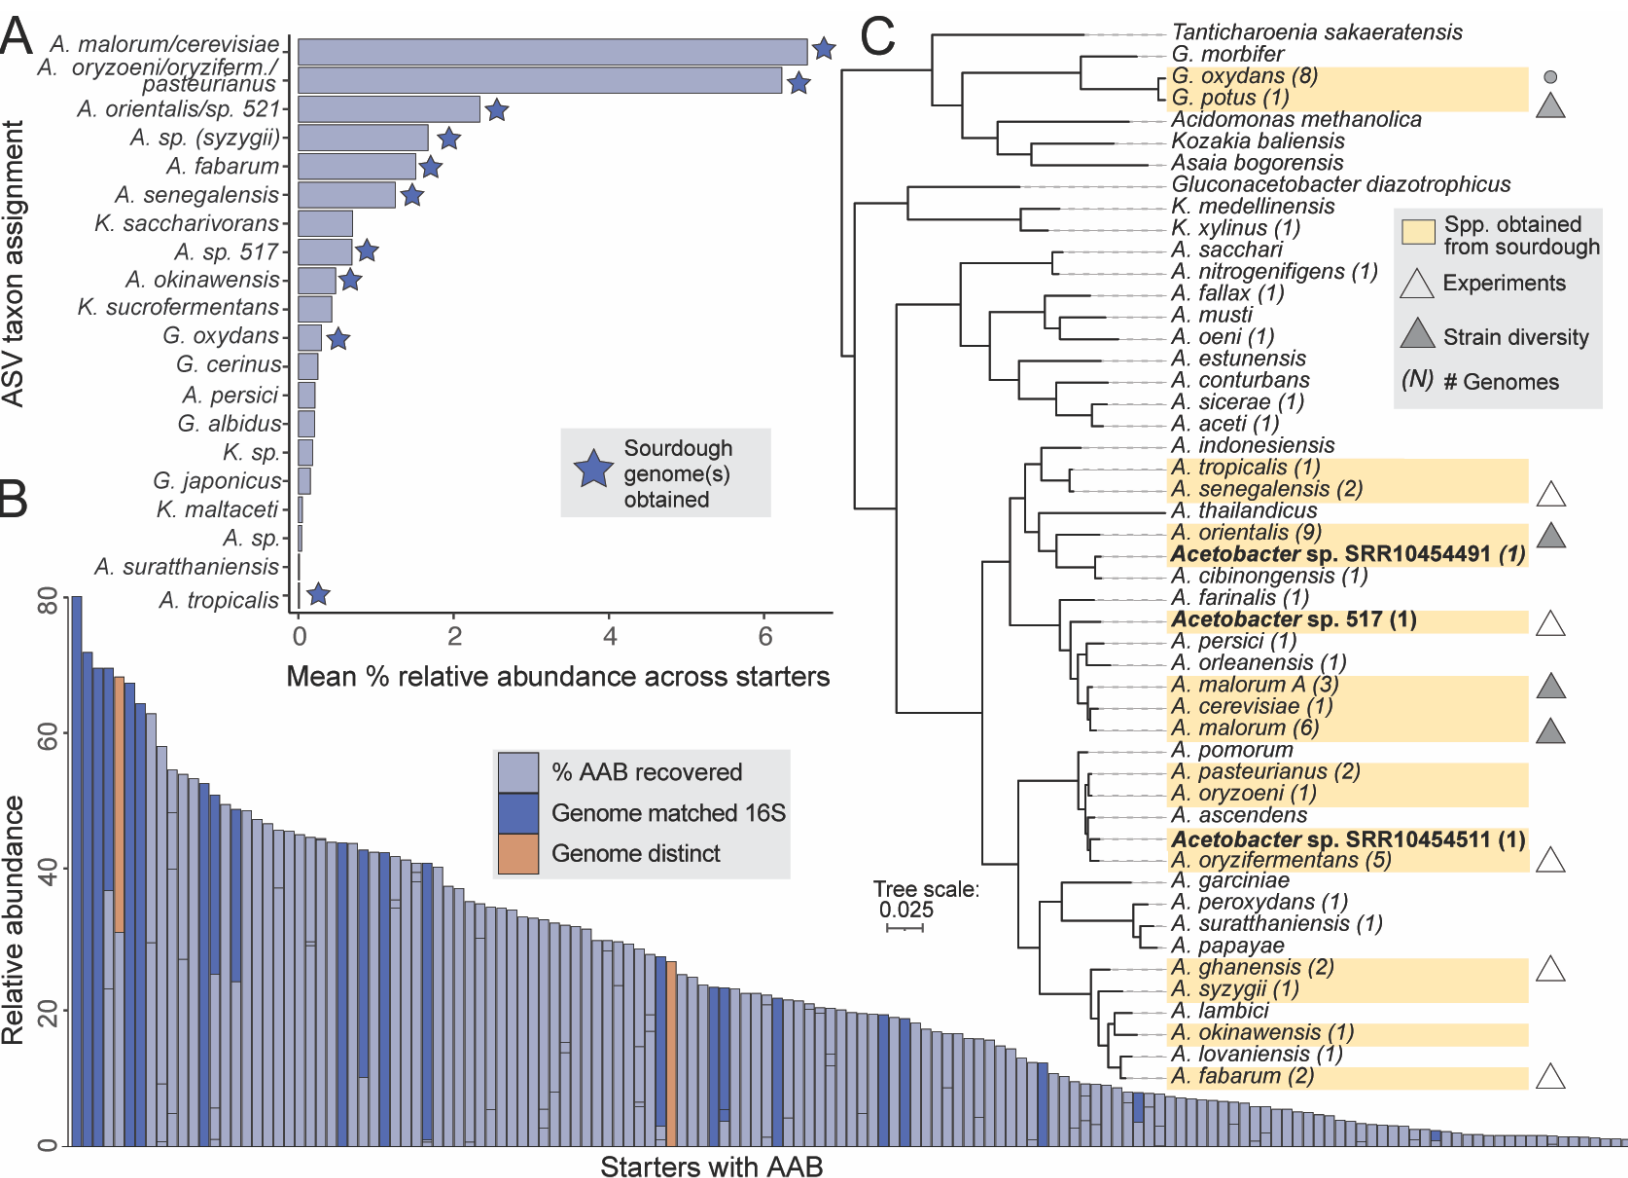 A
ASV taxon assignment
A. malorum/cerevisiae
A. oryzoeni/oryziferm./
pasteurianus
A. orientalis/sp. 521
A. sp. (syzygii)
A. fabarum
A. senegalensis
K. saccharivorans
A. sp. 517
A. okinawensis
K. sucrofermentans
G. oxydans
G. cerinus
A. persici
G. albidus
K. sp.
G. japonicus
K. maltaceti
A. sp.
A. suratthaniensis
A. tropicalis
0 2 4 6
Mean % relative abundance across starters
Sourdough
genome(s)
obtained
B
Relative abundance
80
60
40
20
0
% AAB recovered
Genome matched 16S
Genome distinct
Starters with AAB
C
Tanticharoenia sakaeratensis
G. morbifer
G. oxydans (8)
G. potus (1)
Acidomonas methanolica
Kozakia baliensis
Asaia bogorensis
Gluconacetobacter diazotrophicus
K. medellinensis
K. xylinus (1)
A. sacchari
A. nitrogenifigens (1)
A. fallax (1)
A. musti
A. oeni (1)
A. estunensis
A. conturbans
A. sicerae (1)
A. aceti (1)
A. indonesiensis
A. tropicalis (1)
A. senegalensis (2)
A. thailandicus
A. orientalis (9)
Acetobacter sp. SRR10454491 (1)
A. cibinongensis (1)
A. farinalis (1)
Acetobacter sp. 517 (1)
A. persici (1)
A. orleanensis (1)
A. malorum A (3)
A. cerevisiae (1)
A. malorum (6)
A. pomorum
A. pasteurianus (2)
A. oryzoeni (1)
A. ascendens
Acetobacter sp. SRR10454511 (1)
A. oryzifermentans (5)
A. garciniae
A. peroxydans (1)
A. suratthaniensis (1)
A. papayae
A. ghanensis (2)
A. syzygii (1)
A. lambici
A. okinawensis (1)
A. lovaniensis (1)
A. fabarum (2)
Spp. obtained
from sourdough
Experiments
Strain diversity
(N) # Genomes
Tree scale:
0.025